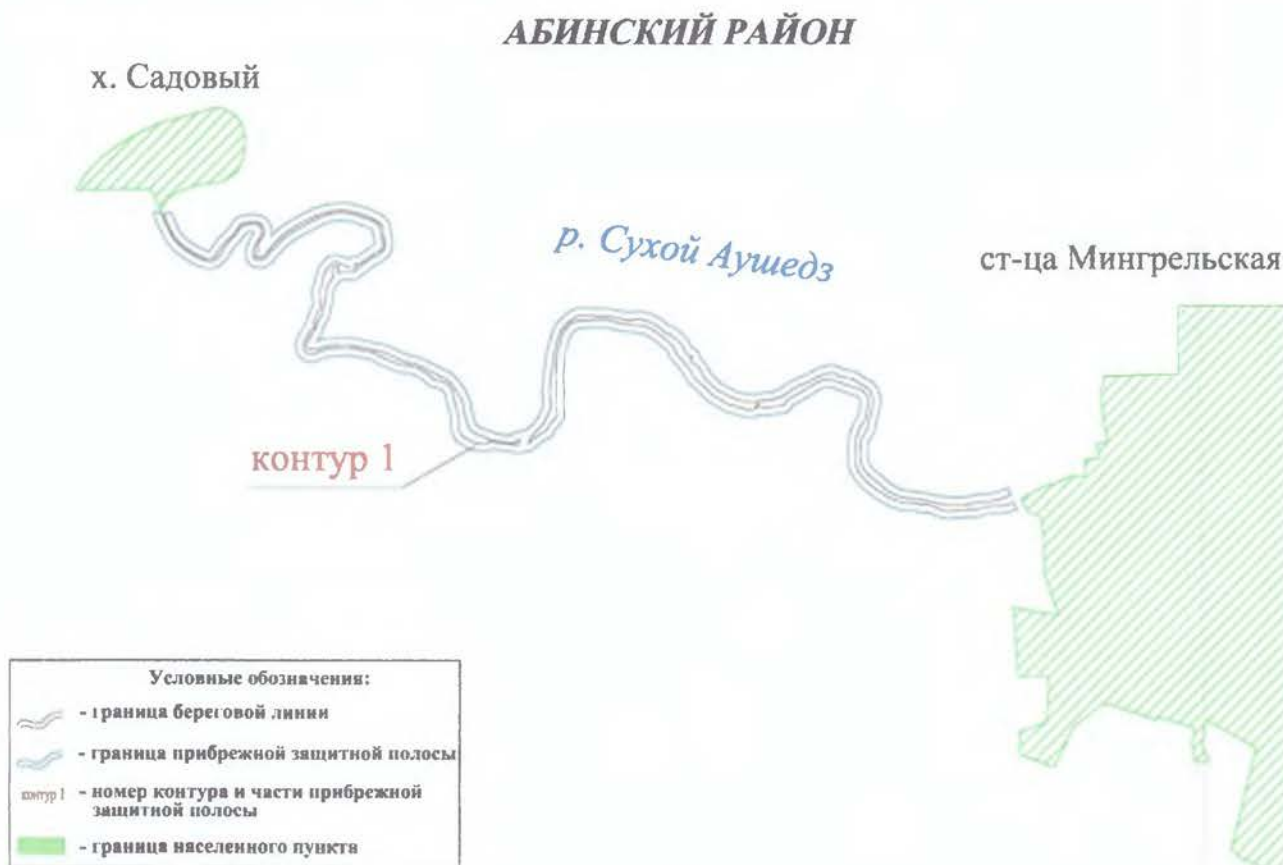 АБИНСКИЙ РАЙОН
х. Садовый
р. Сухой Аушедз
ст-ца Мингрельская
контур 1
Условные обозначения:
- граница береговой линии
- граница прибрежной защитной полосы
контур 1 - номер контура и части прибрежной
защитной полосы
- граница населенного пункта